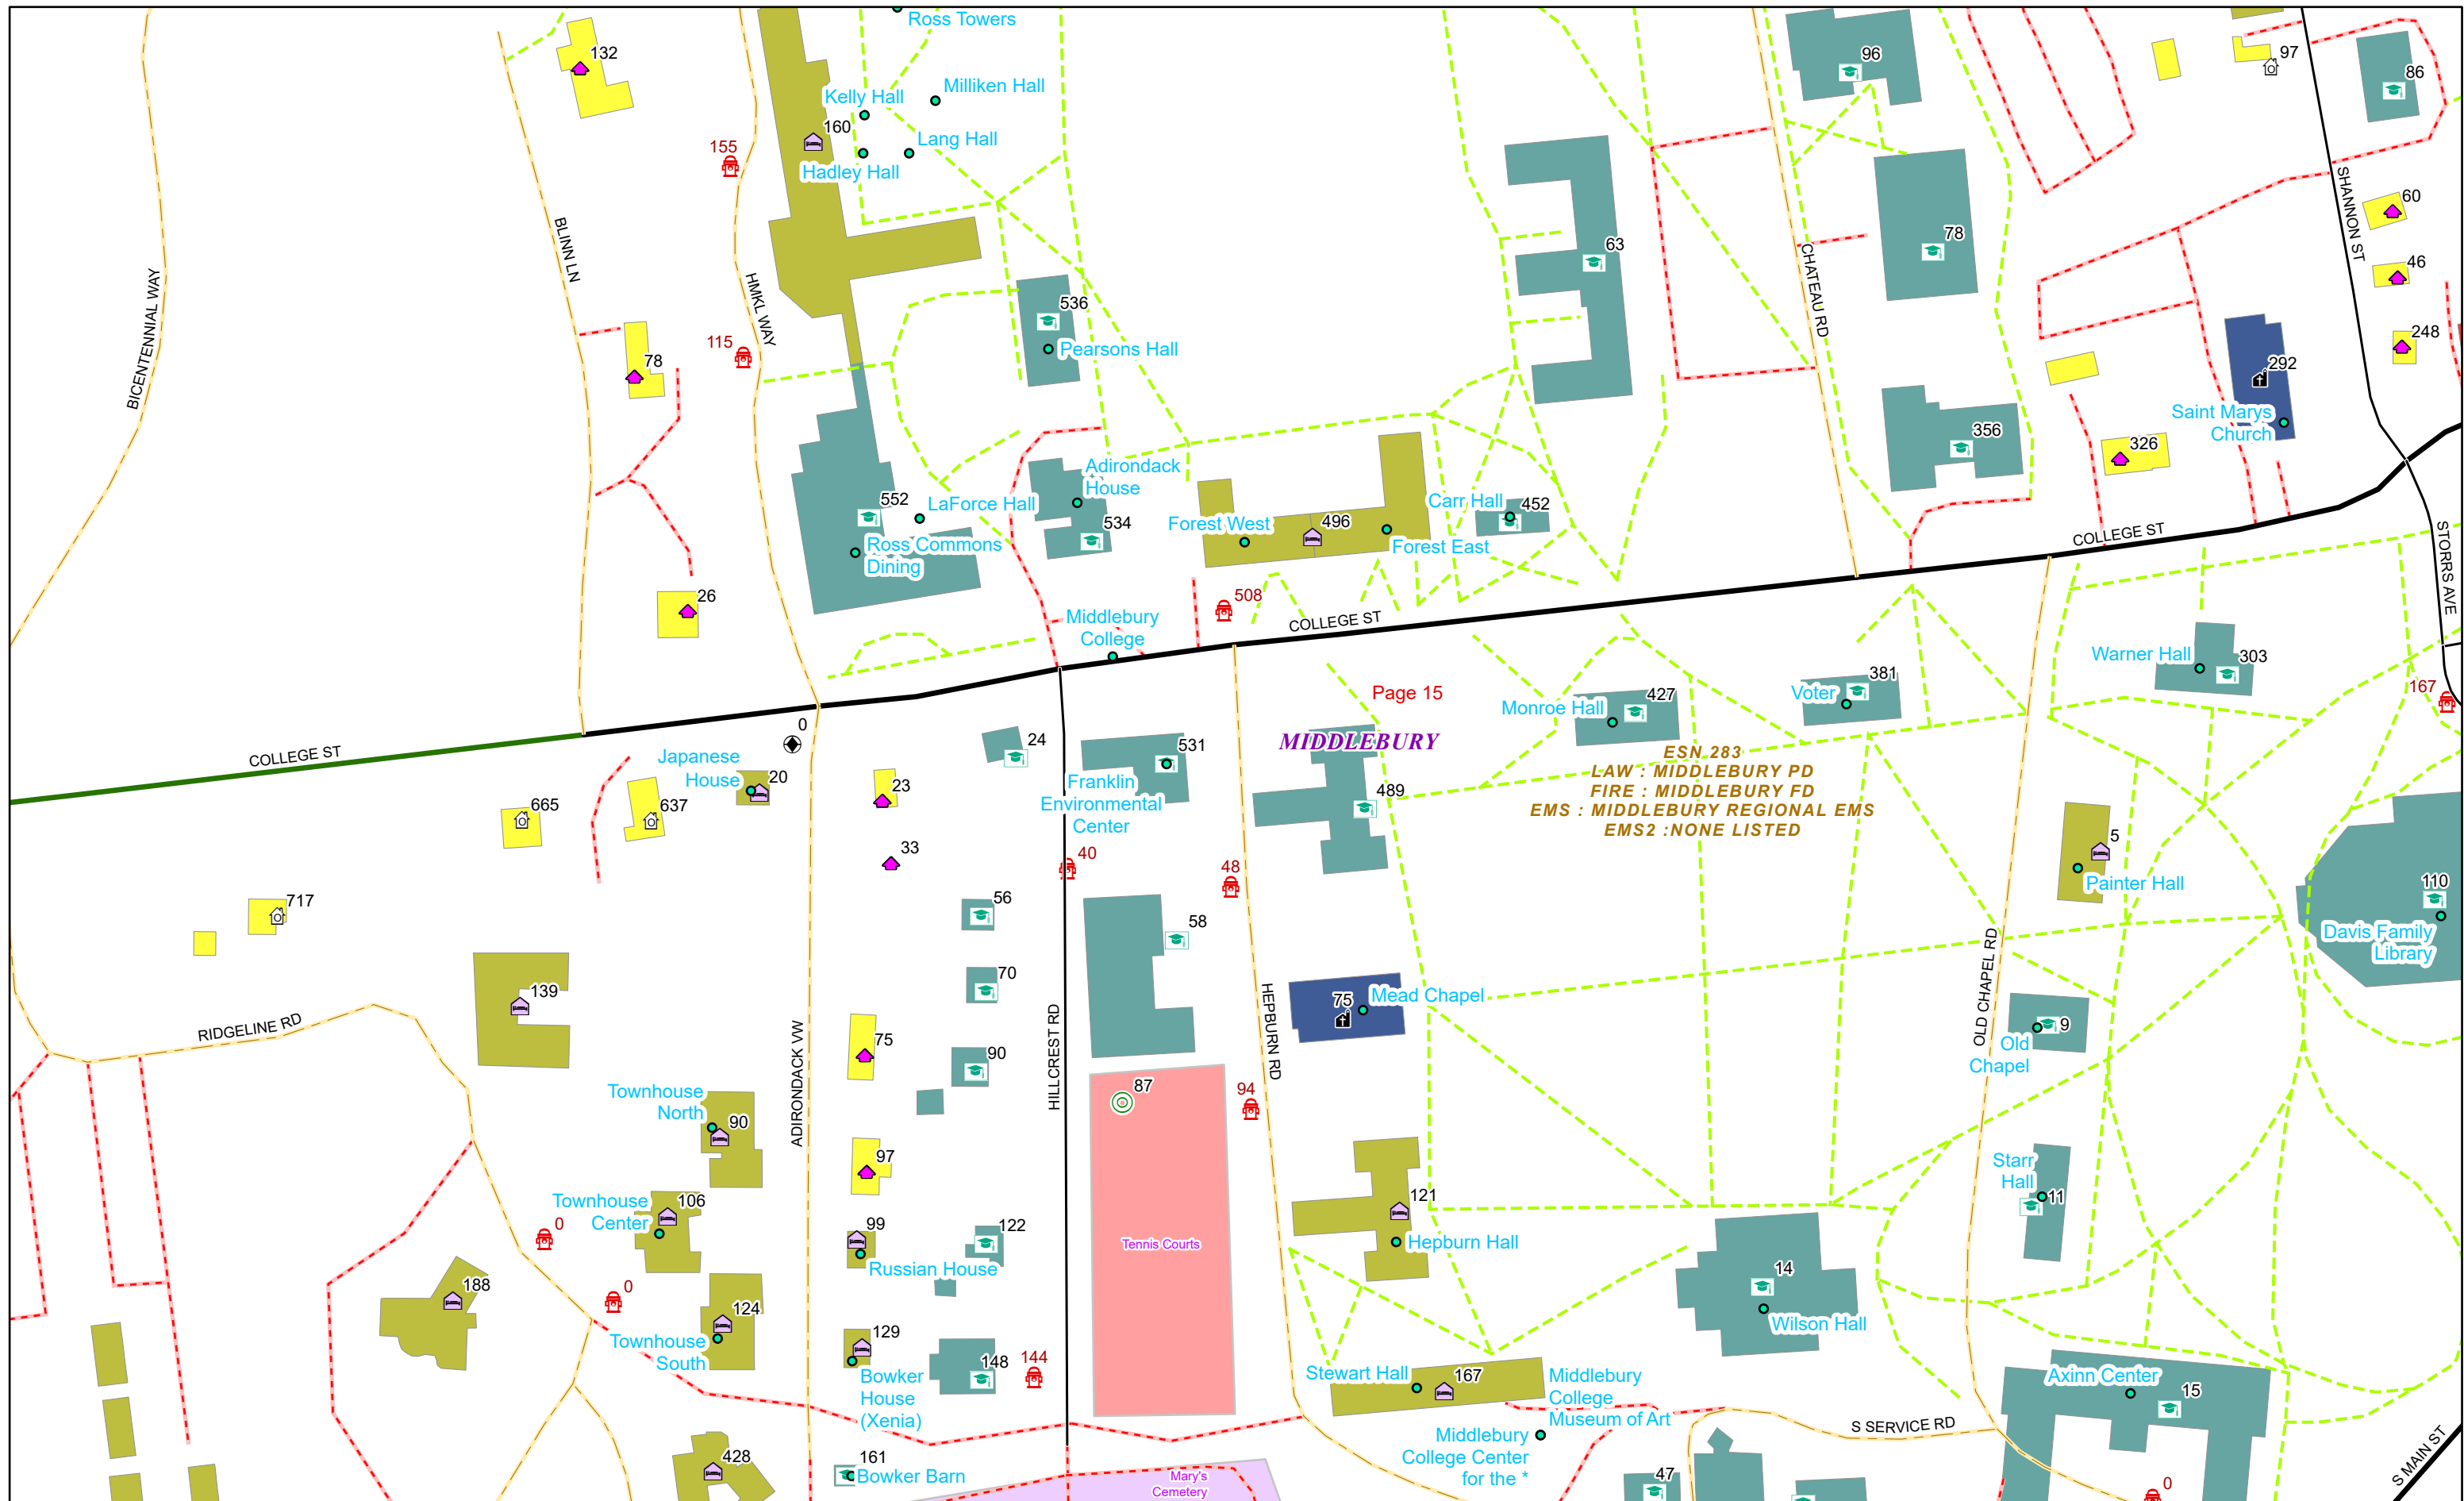 Ross Towers
132
96
97
86
Kelly Hall
Milliken Hall
160
Lang Hall
Hadley Hall
155
BLINN LN
HMKL WAY
BICENTENNIAL WAY
CHATEAU RD
SHANNON ST
60
46
248
63
78
536
Pearsons Hall
115
78
292
Saint Marys
Church
356
326
Adirondack
House
534
552
LaForce Hall
Ross Commons
Dining
Forest West
496
Forest East
Carr Hall
452
COLLEGE ST
STORRS AVE
26
508
Middlebury
College
COLLEGE ST
Warner Hall
303
167
Page 15
Monroe Hall
427
Voter
381
MIDDLEBURY
ESN 283
LAW : MIDDLEBURY PD
FIRE : MIDDLEBURY FD
EMS : MIDDLEBURY REGIONAL EMS
EMS2 :NONE LISTED
0
COLLEGE ST
Japanese
House
20
24
531
Franklin
Environmental
Center
23
489
665
637
33
40
48
5
Painter Hall
110
Davis Family
Library
717
56
58
70
139
RIDGELINE RD
75
Mead Chapel
75
HEPBURN RD
OLD CHAPEL RD
9
Old
Chapel
ADIRONDACK VW
HILLCREST RD
90
87
94
Townhouse
North
90
97
Starr
Hall
11
Townhouse
Center
106
0
99
122
Russian House
Tennis Courts
121
Hepburn Hall
14
Wilson Hall
188
0
124
Townhouse
South
129
Bowker
House
(Xenia)
148
144
Stewart Hall
167
Middlebury
College
Museum of Art
Axinn Center
15
S SERVICE RD
S MAIN ST
Middlebury
College Center
for the *
428
161
Bowker Barn
Mary's
Cemetery
47
0